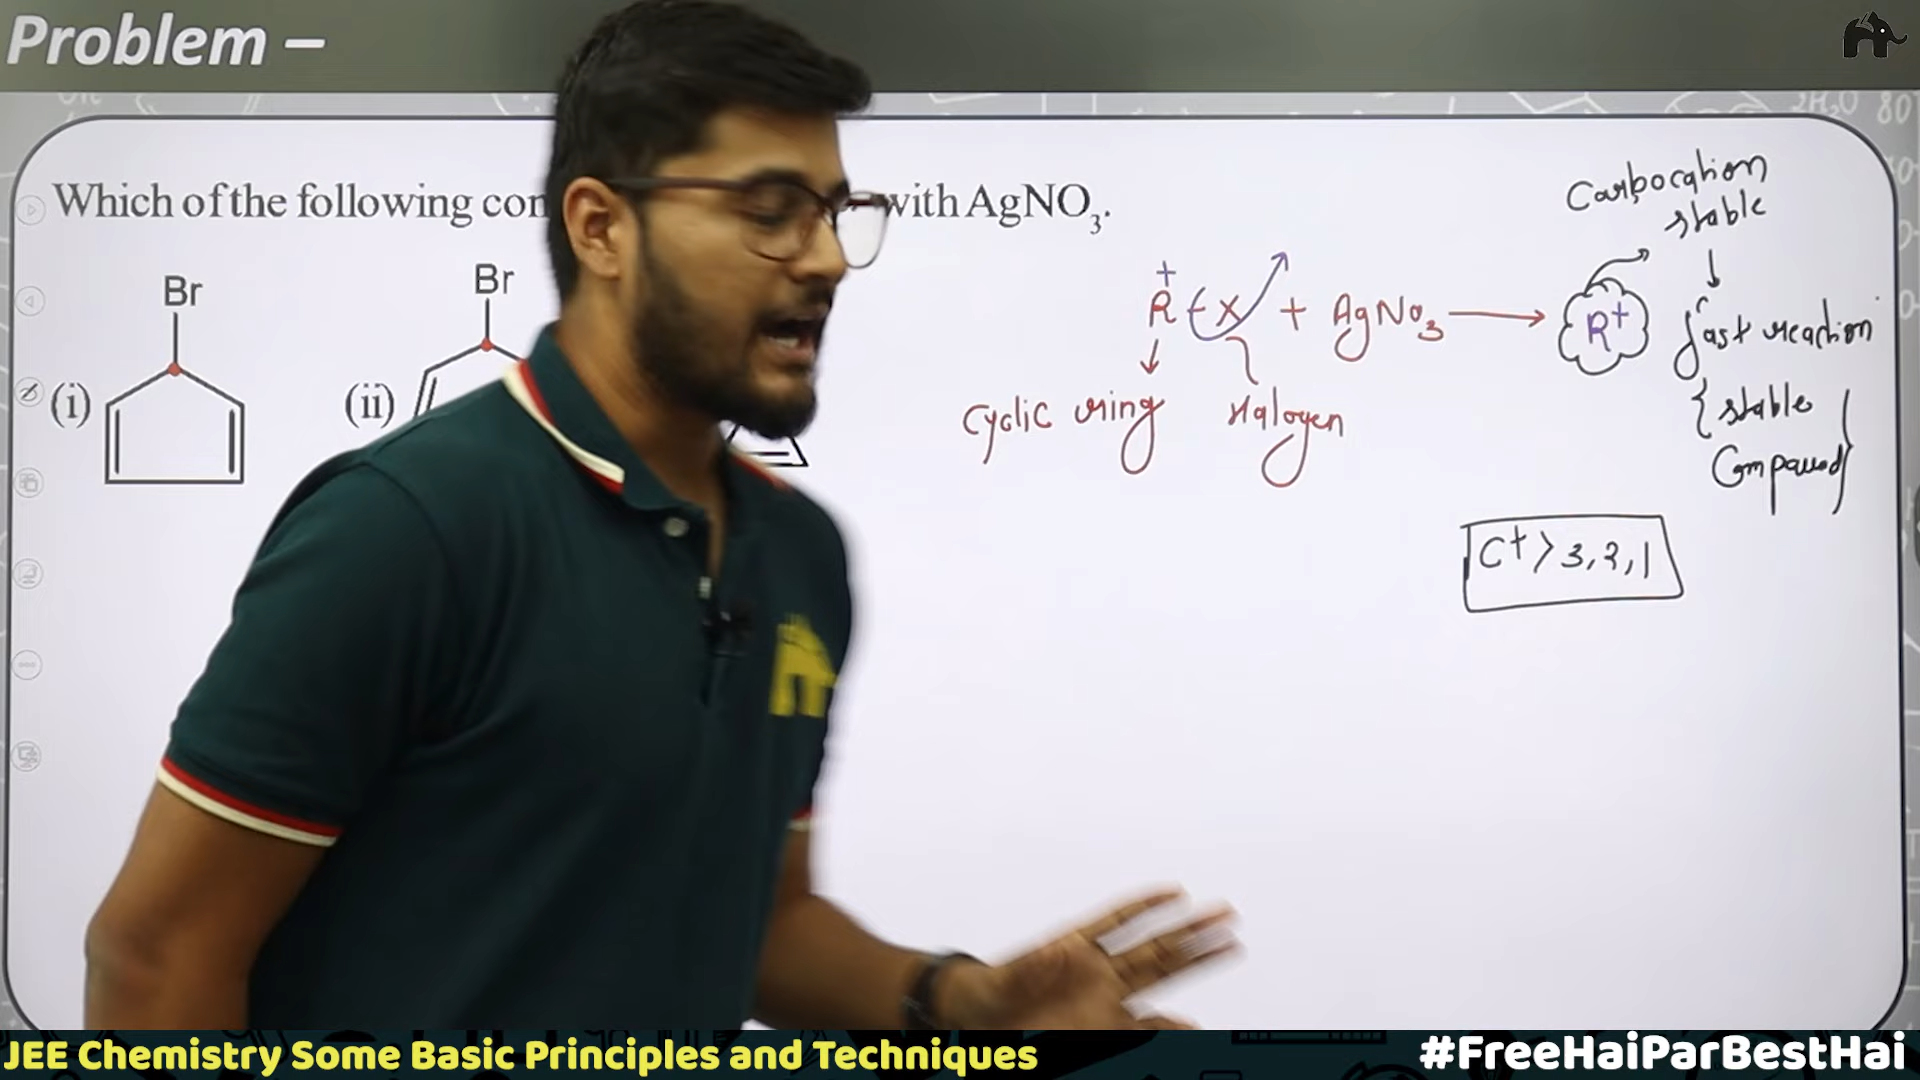 Problem –
Which of the following con with AgNO3.
Br
Br
(i)
(ii)
Carbocation
stable
+
R X + AgNO3 R+
fast reaction
cyclic ring Halogen
{ stable
Compound }
C+ > 3, 2, 1
JEE Chemistry Some Basic Principles and Techniques
#FreeHaiParBestHai